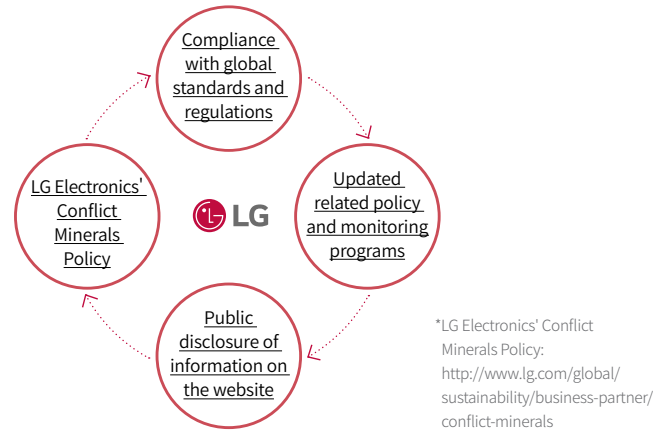 Compliance
with global
standards and
regulations
LG Electronics'
Conflict
Minerals
Policy
LG
Updated
related policy
and monitoring
programs
Public
disclosure of
information on
the website
*LG Electronics' Conflict
Minerals Policy:
http://www.lg.com/global/
sustainability/business-partner/
conflict-minerals